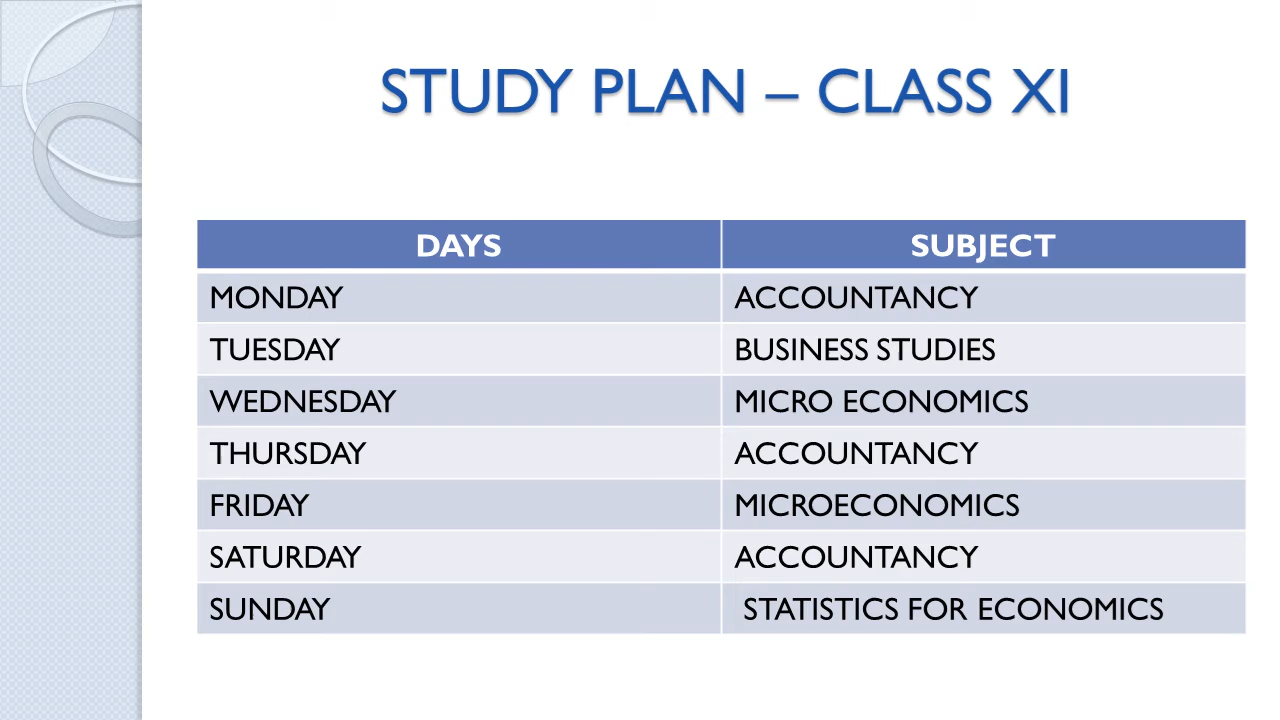 STUDY PLAN – CLASS XI
DAYS SUBJECT
MONDAY ACCOUNTANCY
TUESDAY BUSINESS STUDIES
WEDNESDAY MICRO ECONOMICS
THURSDAY ACCOUNTANCY
FRIDAY MICROECONOMICS
SATURDAY ACCOUNTANCY
SUNDAY STATISTICS FOR ECONOMICS